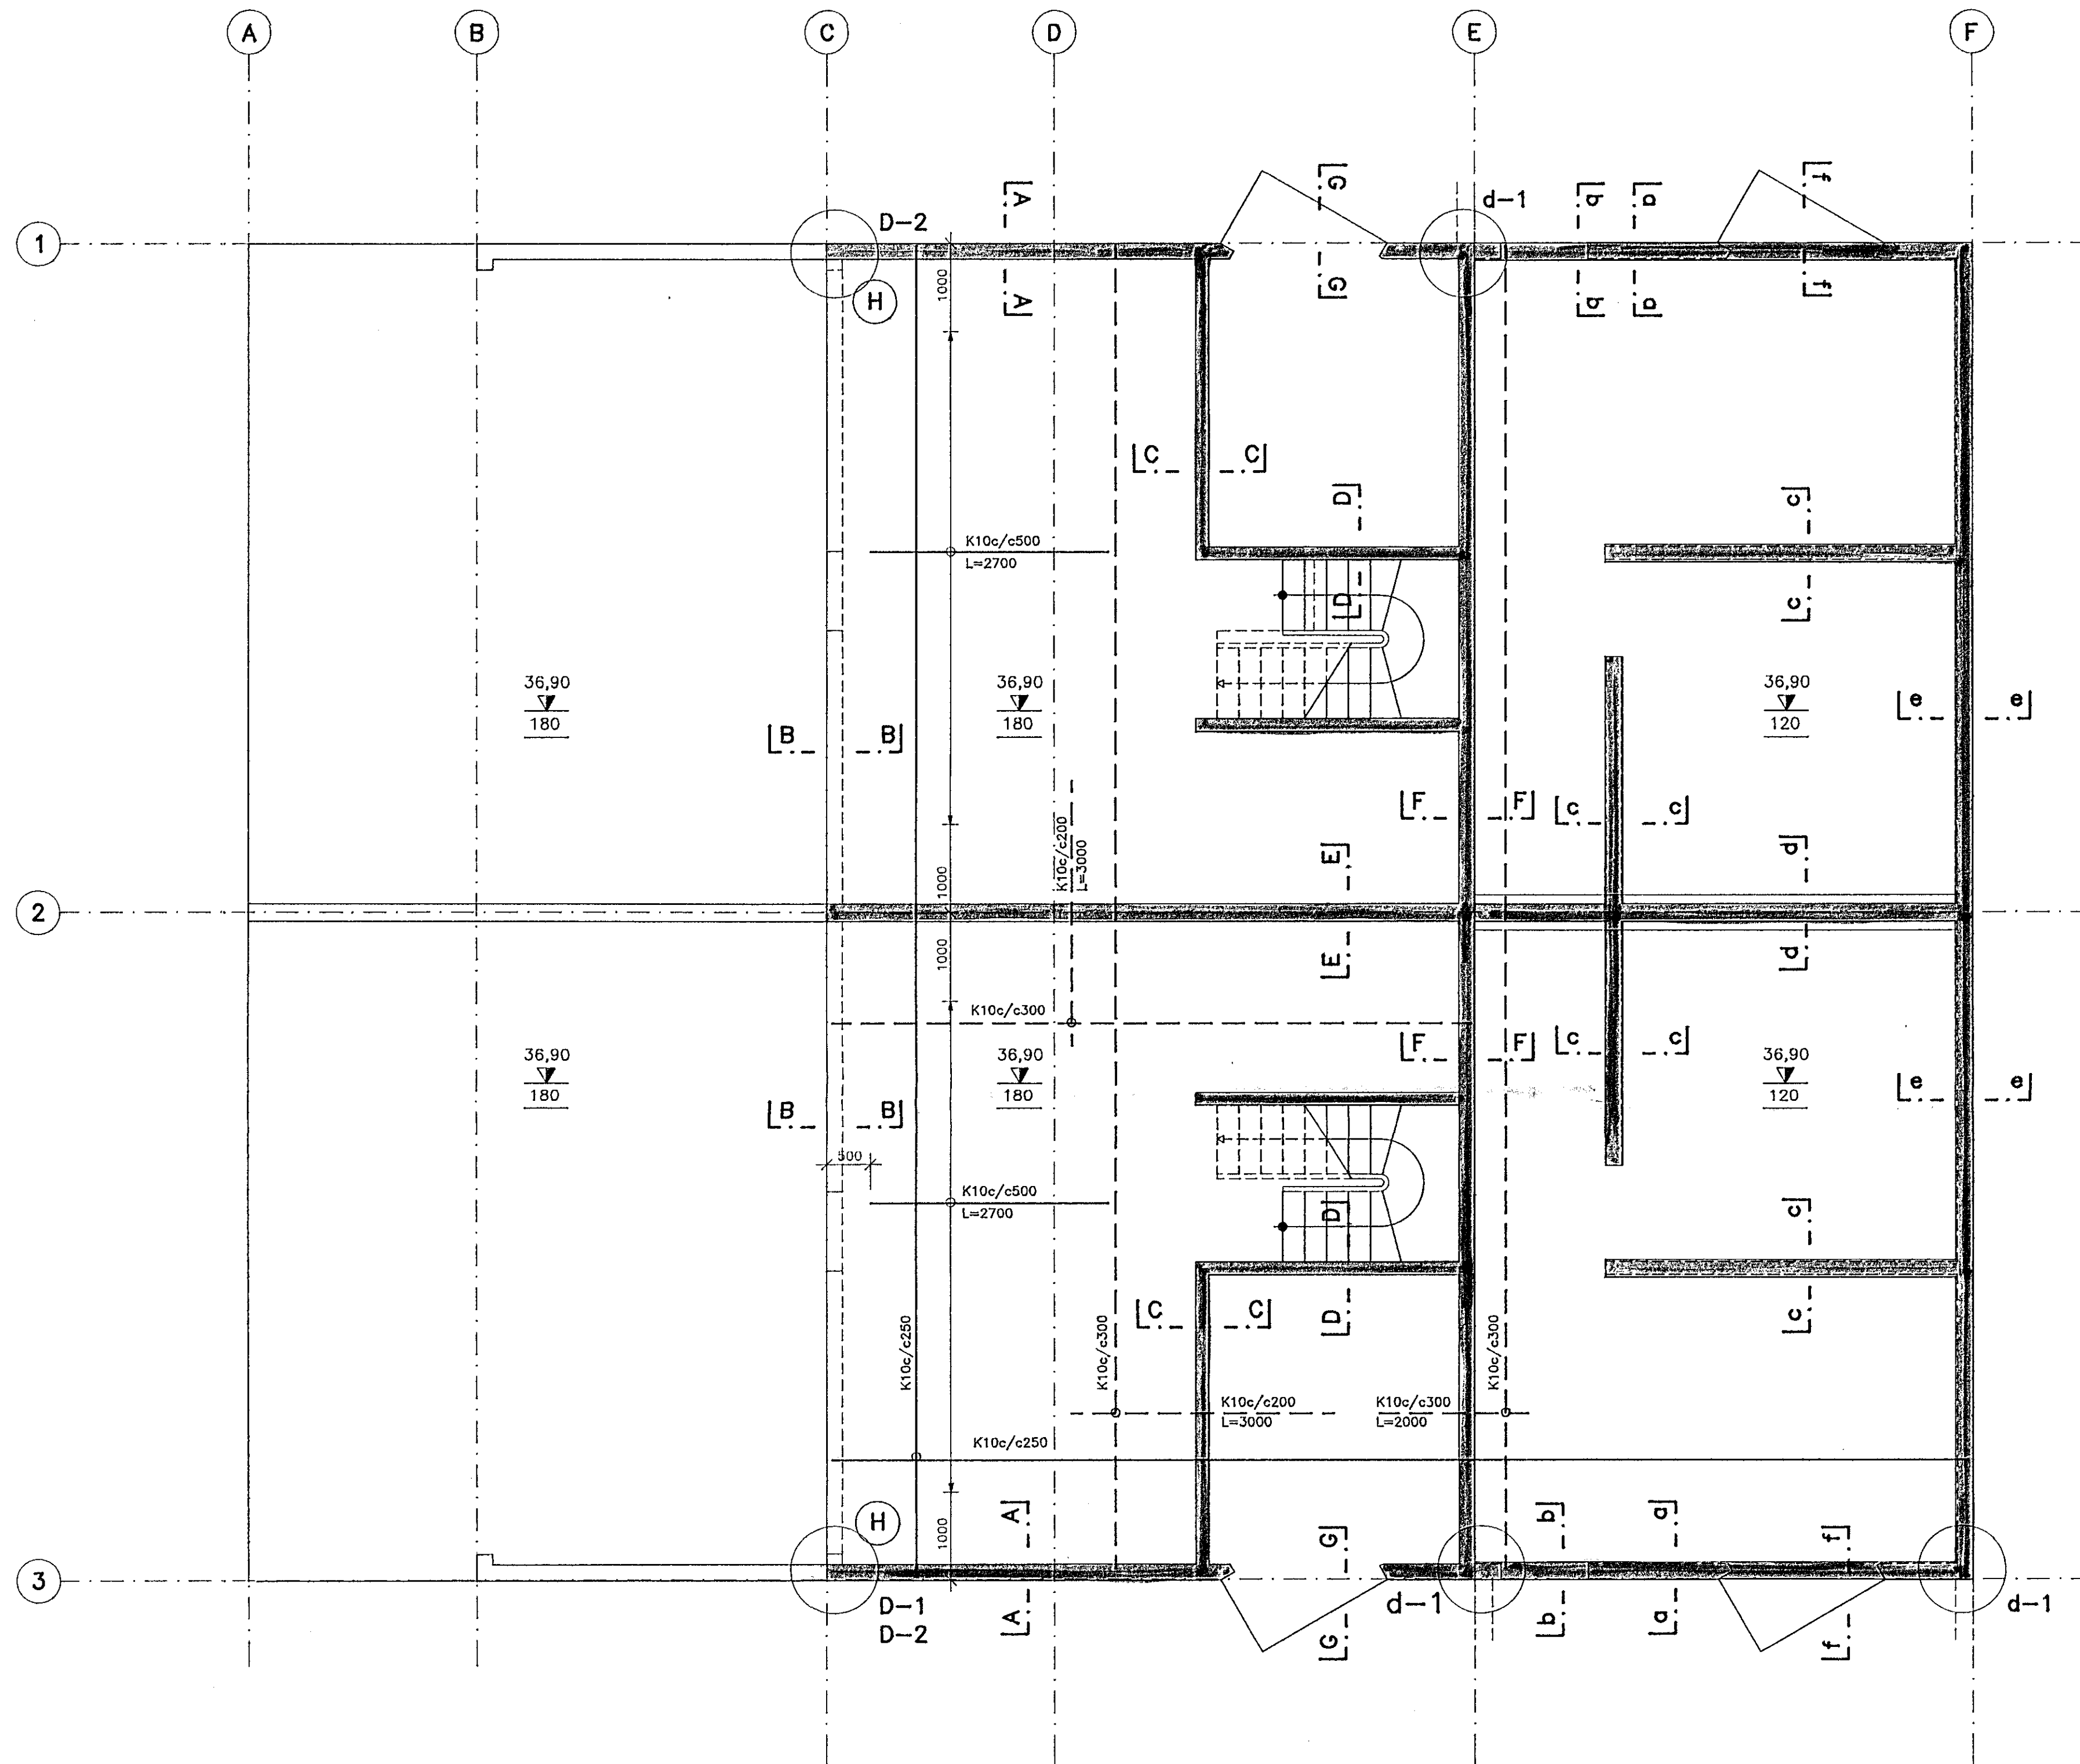 A B C D E F
1
D-2
A
G
d-1
b a
f
A
H
G
b a
f
1000
C C
D
c
K10c/c500
L=2700
D
c
36,90
180
36,90
180
36,90
120
e e
B B
F F
c c
K10c/c200
L=3000
E
d
1000
2
1000
E
d
K10c/c300
F F
c c
36,90
180
36,90
180
36,90
120
e e
B B
500
K10c/c500
L=2700
D
c
C C
D
c
K10c/c250
K10c/c300
K10c/c300
K10c/c200
L=3000
K10c/c300
L=2000
K10c/c250
H
1000
A
G
b a
f
3
D-1
D-2
A
G
d-1
b a
f
d-1